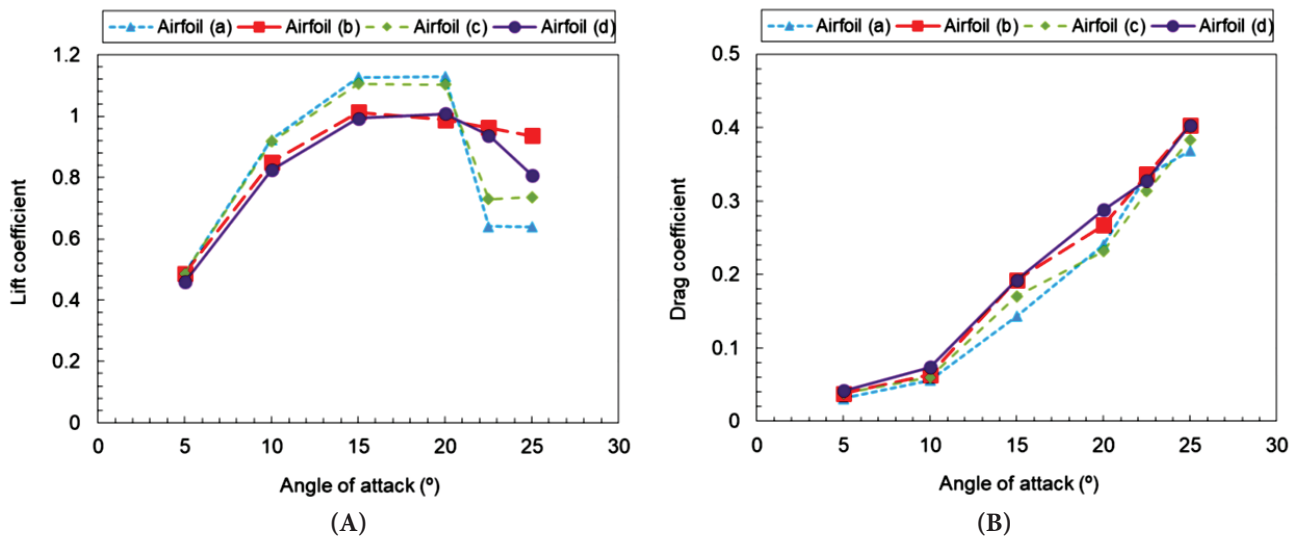 Airfoil (a) Airfoil (b) Airfoil (c) Airfoil (d)
1.2
1
0.8
0.6
0.4
0.2
0
Lift coefficient
0 5 10 15 20 25 30
Angle of attack (º)
(A)
Airfoil (a) Airfoil (b) Airfoil (c) Airfoil (d)
0.5
0.4
0.3
0.2
0.1
0
Drag coefficient
0 5 10 15 20 25 30
Angle of attack (º)
(B)